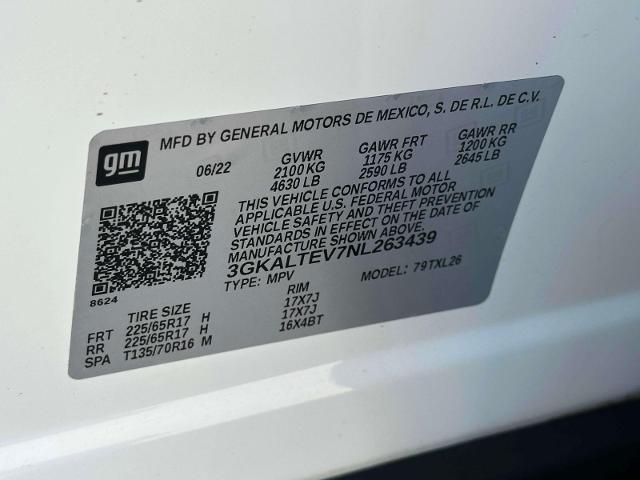 gm
MFD BY GENERAL MOTORS DE MEXICO, S. DE R.L. DE C.V.
06/22 GVWR GAWR FRT GAWR RR
2100 KG 1175 KG 1200 KG
4630 LB 2590 LB 2645 LB
THIS VEHICLE CONFORMS TO ALL
APPLICABLE U.S. FEDERAL MOTOR
VEHICLE SAFETY AND THEFT PREVENTION
STANDARDS IN EFFECT ON THE DATE OF
MANUFACTURE SHOWN ABOVE.
3GKALTEV7NL263439
TYPE: MPV MODEL: 79TXL26
8624
TIRE SIZE RIM
FRT 225/65R17 H 17X7J
RR 225/65R17 H 17X7J
SPA T135/70R16 M 16X4BT